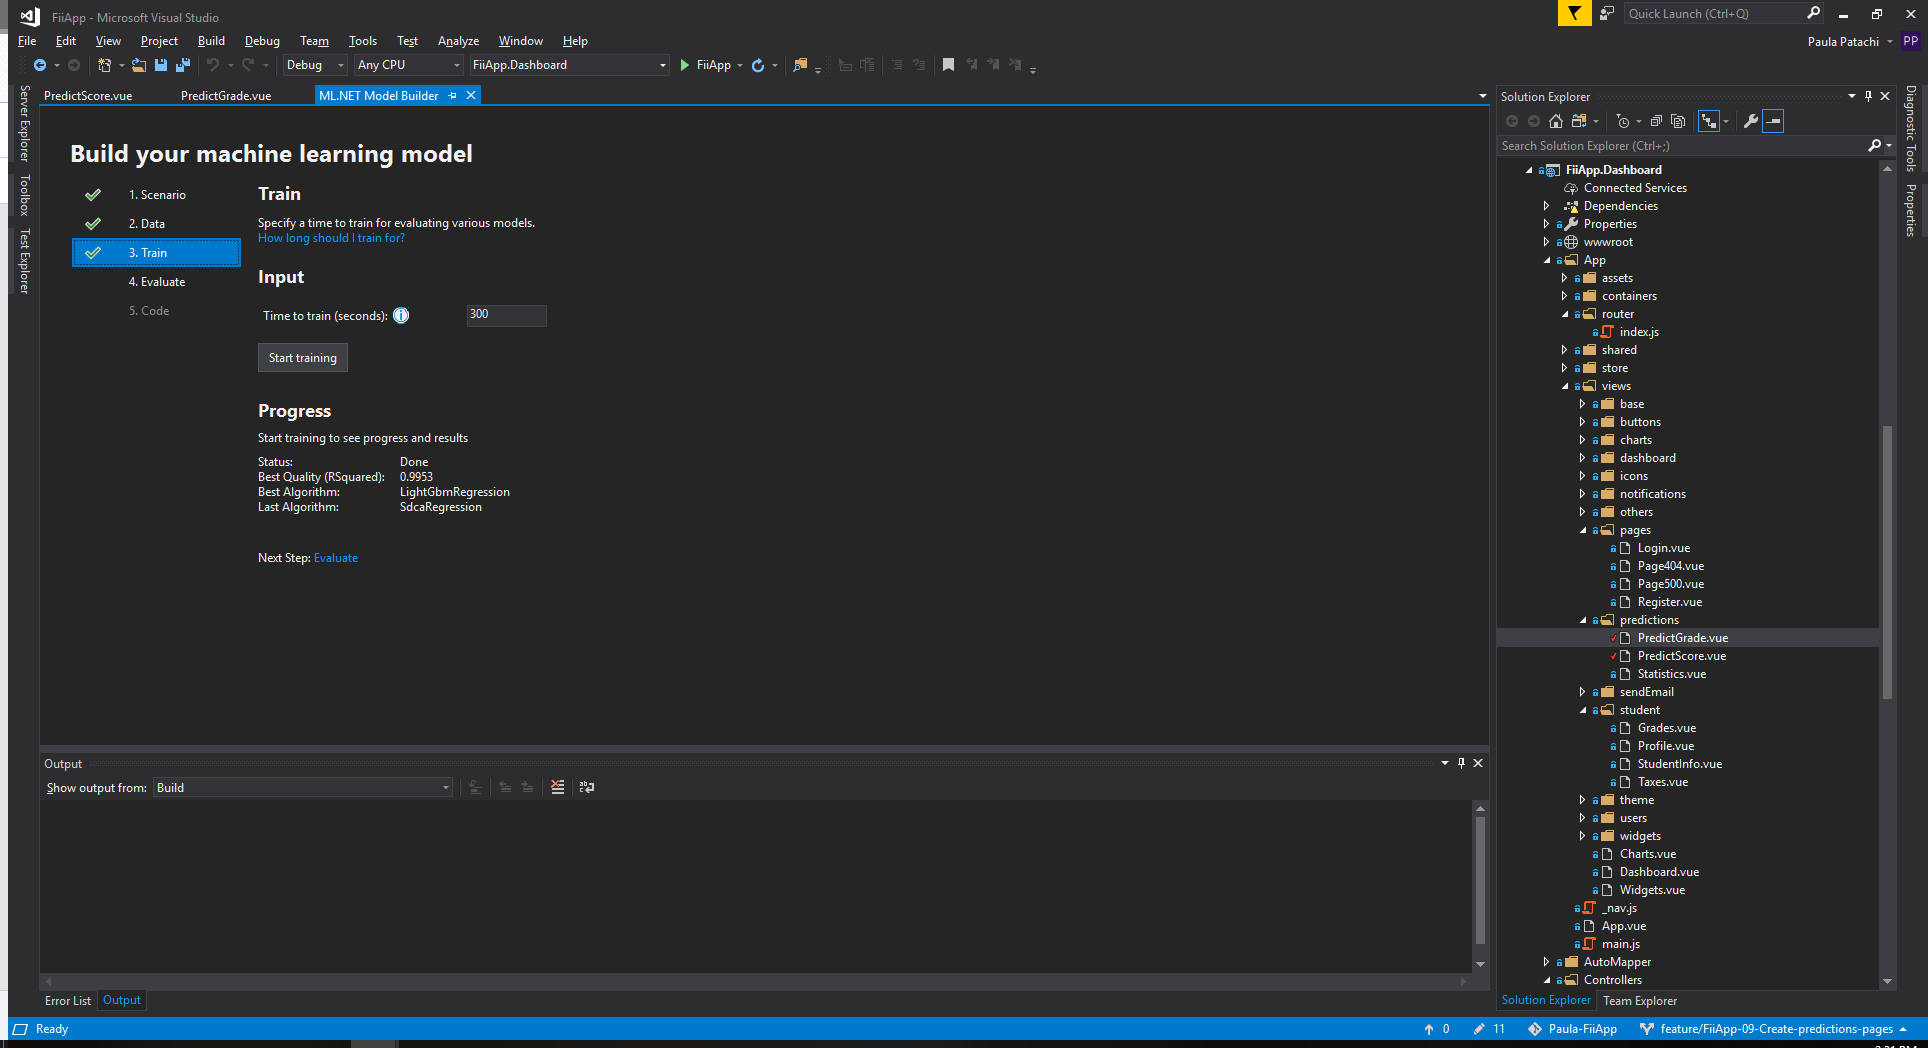 FiiApp - Microsoft Visual Studio
Quick Launch (Ctrl+Q)
File Edit View Project Build Debug Team Tools Test Analyze Window Help
Paula Patachi PP
Debug Any CPU FiiApp.Dashboard FiiApp
Server Explorer
Toolbox
Test Explorer
PredictScore.vue PredictGrade.vue ML.NET Model Builder
Build your machine learning model
1. Scenario
2. Data
3. Train
4. Evaluate
5. Code
Train
Specify a time to train for evaluating various models.
How long should I train for?
Input
Time to train (seconds): 300
Start training
Progress
Start training to see progress and results
Status: Done
Best Quality (RSquared): 0.9953
Best Algorithm: LightGbmRegression
Last Algorithm: SdcaRegression
Next Step: Evaluate
Output
Show output from: Build
Error List Output
Solution Explorer
Search Solution Explorer (Ctrl+;)
FiiApp.Dashboard
Connected Services
Dependencies
Properties
wwwroot
App
assets
containers
router
index.js
shared
store
views
base
buttons
charts
dashboard
icons
notifications
others
pages
Login.vue
Page404.vue
Page500.vue
Register.vue
predictions
PredictGrade.vue
PredictScore.vue
Statistics.vue
sendEmail
student
Grades.vue
Profile.vue
StudentInfo.vue
Taxes.vue
theme
users
widgets
Charts.vue
Dashboard.vue
Widgets.vue
_nav.js
App.vue
main.js
AutoMapper
Controllers
Solution Explorer Team Explorer
Diagnostic Tools
Properties
Ready 0 11 Paula-FiiApp feature/FiiApp-09-Create-predictions-pages